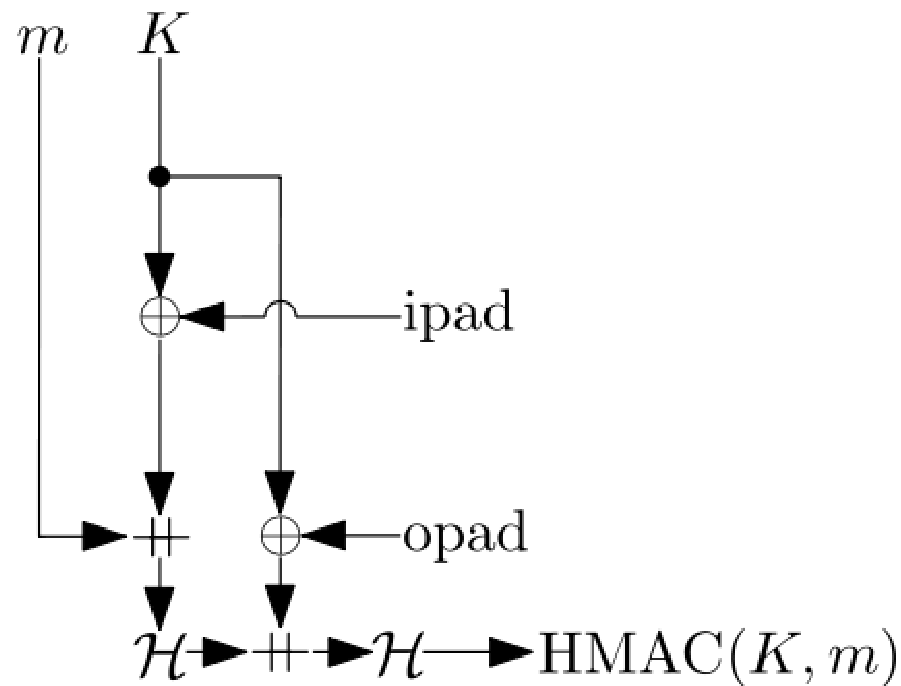 m K
⊕ ipad
⧺ ⊕ opad
ℋ ⧺ ℋ HMAC(K, m)